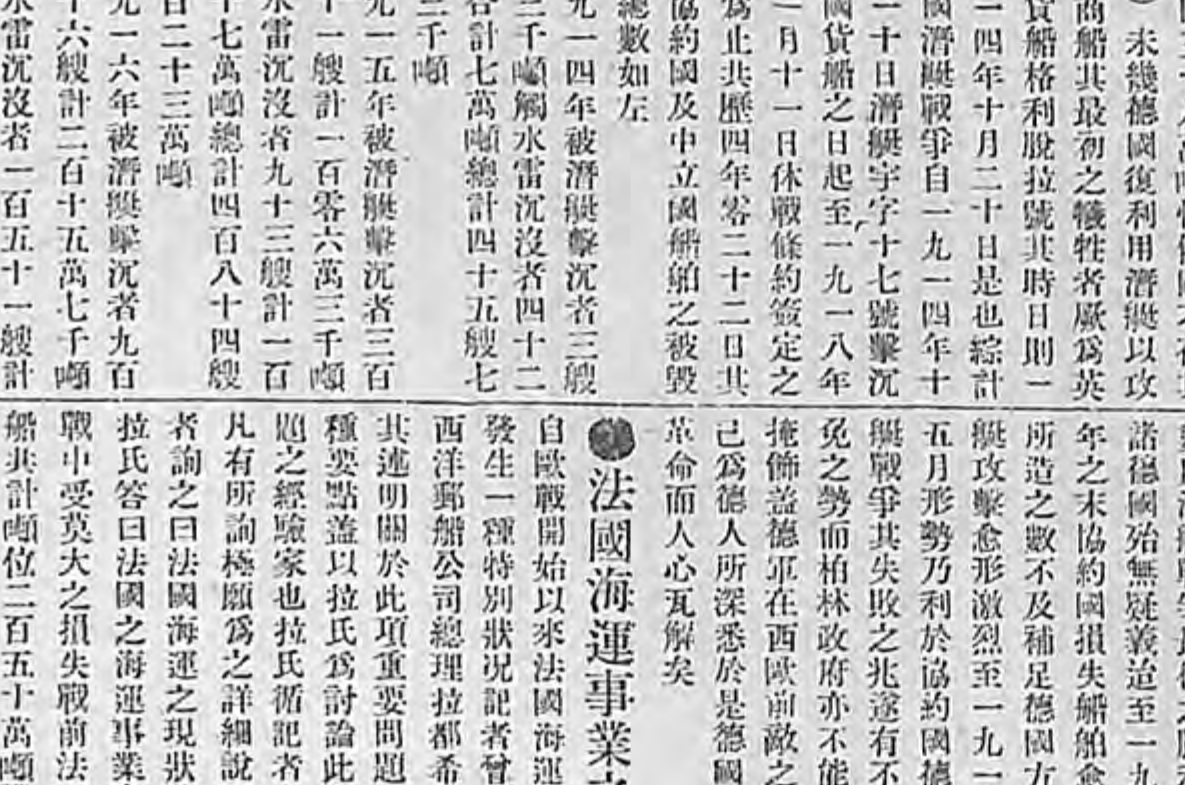 未幾德國復利用濳艇以攻
商船其最初之犧牲者厥爲英
貨船格利脫拉號其時日則一
一四年十月二十日是也綜計
國濳艇戰爭自一九一四年十
一十日濳艇宇字十七號擊沉
國貨船之日起至一九一八年
一月十一日休戰條約簽定之
爲止共歷四年零二十二日其
協約國及中立國船舶之被毀
總數如左
九一四年被濳艇擊沉者三艘
三千噸觸水雷沉沒者四十二
計七萬噸總計四十五艘七
三千噸
九一五年被濳艇擊沉者三百
十一艘計一百零六萬三千噸
水雷沉沒者九十三艘計一百
十七萬噸總計四百八十四艘
百二十三萬噸
九一六年被濳艇擊沉者九百
十六艘計二百十五萬七千噸
水雷沉沒者一百五十一艘計
諸德國殆無疑義迨至一九
年之末協約國損失船舶愈
所造之數不及補足德國方
艇攻擊愈形激烈至一九一
五月形勢乃利於協約國德
艇戰爭其失敗之兆遂有不
免之勢而柏林政府亦不能
掩飾蓋德軍在西歐前敵之
己爲德人所深悉於是德國
革命而人心瓦解矣
法國海運事業
自歐戰開始以來法國海運
發生一種特別狀况記者曾
西洋郵船公司總理拉都希
其述明關於此項重要問題
種要點蓋以拉氏爲討論此
題之經驗家也拉氏循記者
凡有所詢極願爲之詳細說
者詢之曰法國海運之現狀
拉氏答曰法國之海運事業
戰中受莫大之損失戰前法
船共計噸位二百五十萬噸